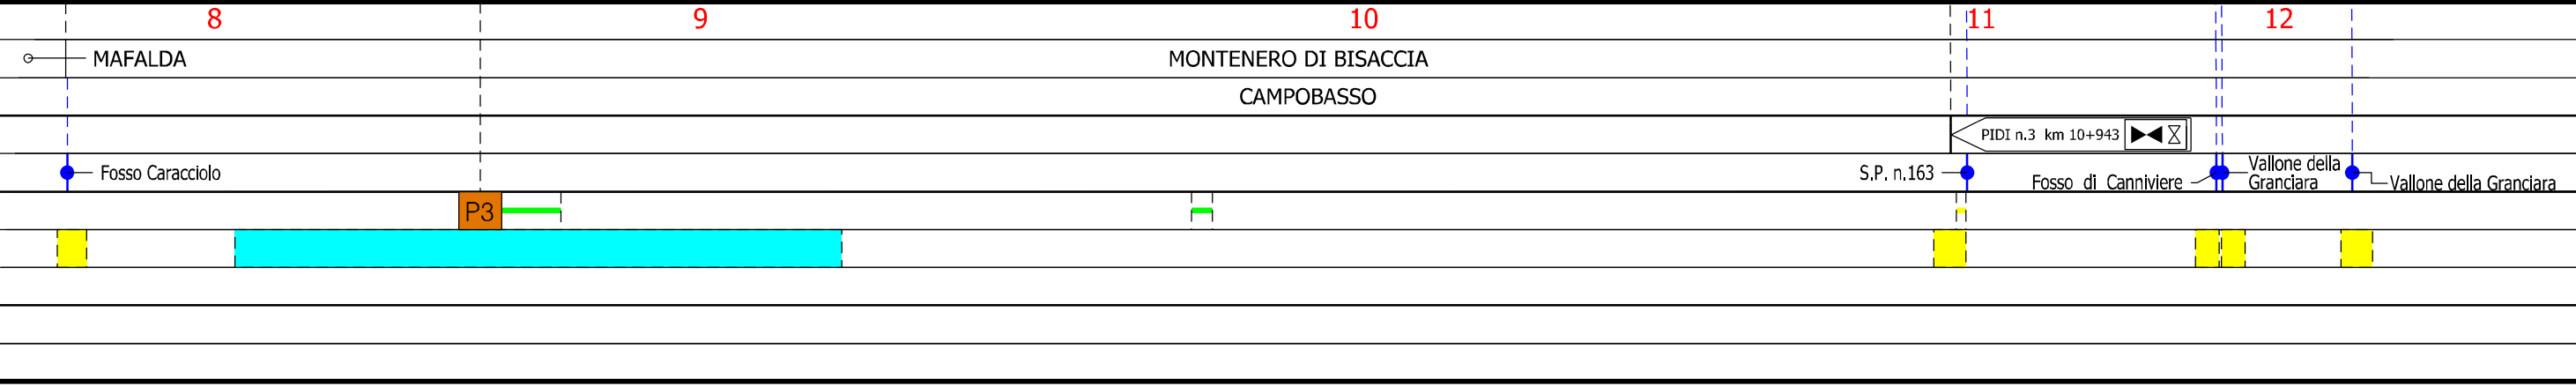 8 9 10 11 12
MAFALDA MONTENERO DI BISACCIA
CAMPOBASSO
PIDI n.3 km 10+943
Fosso Caracciolo S.P. n.163 Fosso di Canniviere Vallone della
Granciara Vallone della Granciara
P3